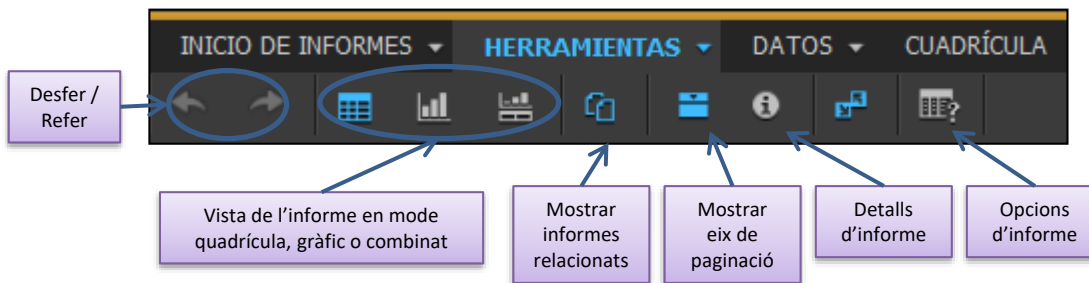 INICIO DE INFORMES HERRAMIENTAS DATOS CUADRÍCULA
Desfer /
Refer
Vista de l’informe en mode
quadrícula, gràfic o combinat
Mostrar
informes
relacionats
Mostrar
eix de
paginació
Detalls
d’informe
Opcions
d’informe